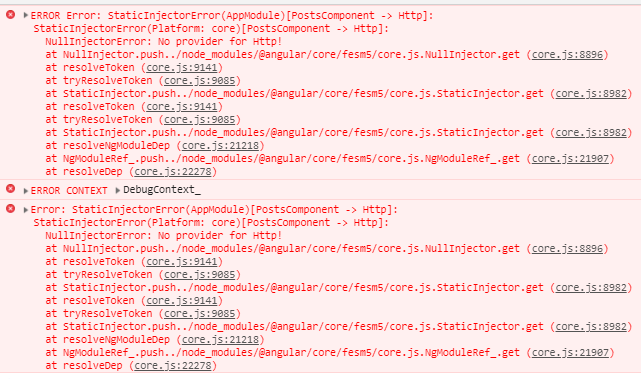 ERROR Error: StaticInjectorError(AppModule)[PostsComponent -> Http]:
StaticInjectorError(Platform: core)[PostsComponent -> Http]:
NullInjectorError: No provider for Http!
at NullInjector.push../node_modules/@angular/core/fesm5/core.js.NullInjector.get (core.js:8896)
at resolveToken (core.js:9141)
at tryResolveToken (core.js:9085)
at StaticInjector.push../node_modules/@angular/core/fesm5/core.js.StaticInjector.get (core.js:8982)
at resolveToken (core.js:9141)
at tryResolveToken (core.js:9085)
at StaticInjector.push../node_modules/@angular/core/fesm5/core.js.StaticInjector.get (core.js:8982)
at resolveNgModuleDep (core.js:21218)
at NgModuleRef_.push../node_modules/@angular/core/fesm5/core.js.NgModuleRef_.get (core.js:21907)
at resolveDep (core.js:22278)
ERROR CONTEXT DebugContext_
Error: StaticInjectorError(AppModule)[PostsComponent -> Http]:
StaticInjectorError(Platform: core)[PostsComponent -> Http]:
NullInjectorError: No provider for Http!
at NullInjector.push../node_modules/@angular/core/fesm5/core.js.NullInjector.get (core.js:8896)
at resolveToken (core.js:9141)
at tryResolveToken (core.js:9085)
at StaticInjector.push../node_modules/@angular/core/fesm5/core.js.StaticInjector.get (core.js:8982)
at resolveToken (core.js:9141)
at tryResolveToken (core.js:9085)
at StaticInjector.push../node_modules/@angular/core/fesm5/core.js.StaticInjector.get (core.js:8982)
at resolveNgModuleDep (core.js:21218)
at NgModuleRef_.push../node_modules/@angular/core/fesm5/core.js.NgModuleRef_.get (core.js:21907)
at resolveDep (core.js:22278)